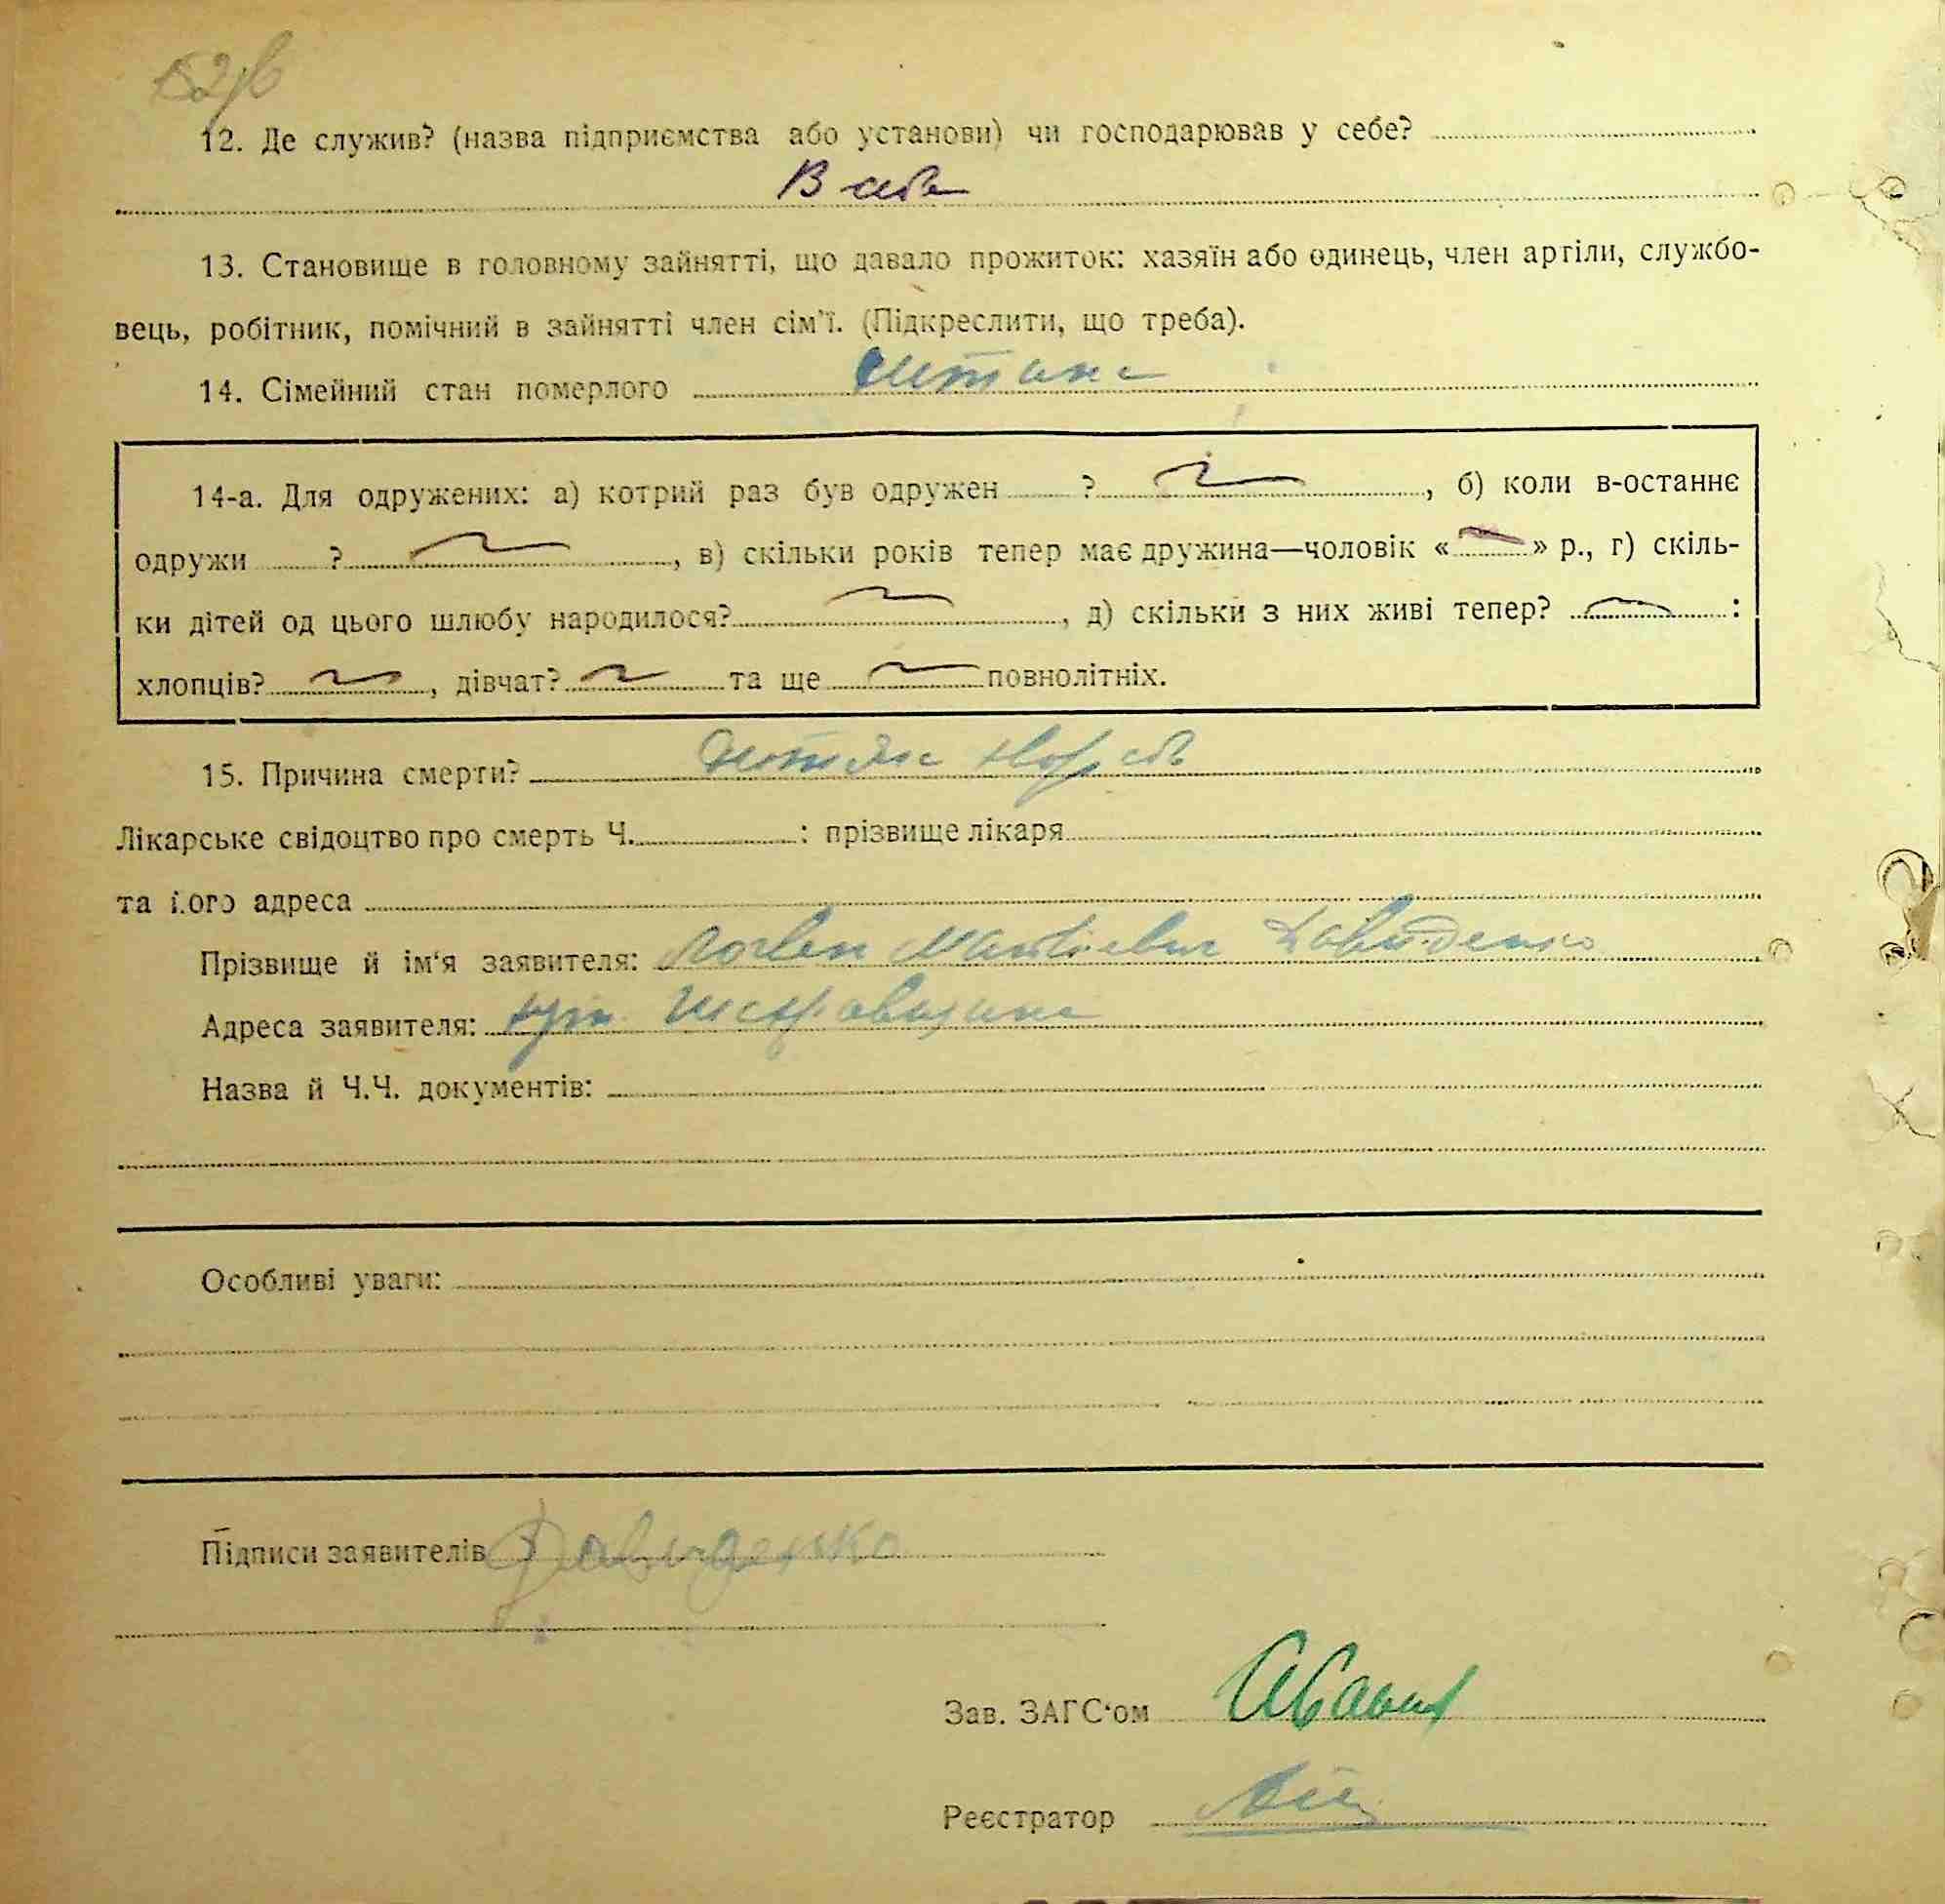 12. Де служив? (назва підприємства або установи) чи господарював у себе?
В себе
13. Становище в головному зайнятті, що давало прожиток: хазяїн або одинець, член артіли, службо-
вець, робітник, помічний в зайнятті член сім'ї. (Підкреслити, що треба).
14. Сімейний стан померлого дитина
14-а. Для одружених: а) котрий раз був одружен ? , б) коли в-останнє
одружи ? , в) скільки років тепер має дружина—чоловік « » р., г) скіль-
ки дітей од цього шлюбу народилося? , д) скільки з них живі тепер? :
хлопців? , дівчат? та ще повнолітніх.
15. Причина смерти?
Лікарське свідоцтво про смерть Ч. : прізвище лікаря
та його адреса
Прізвище й ім'я заявителя: Давиденко
Адреса заявителя: хут.
Назва й Ч.Ч. документів:
Особливі уваги:
Підписи заявителів Давиденко
Зав. ЗАГС'ом
Реєстратор